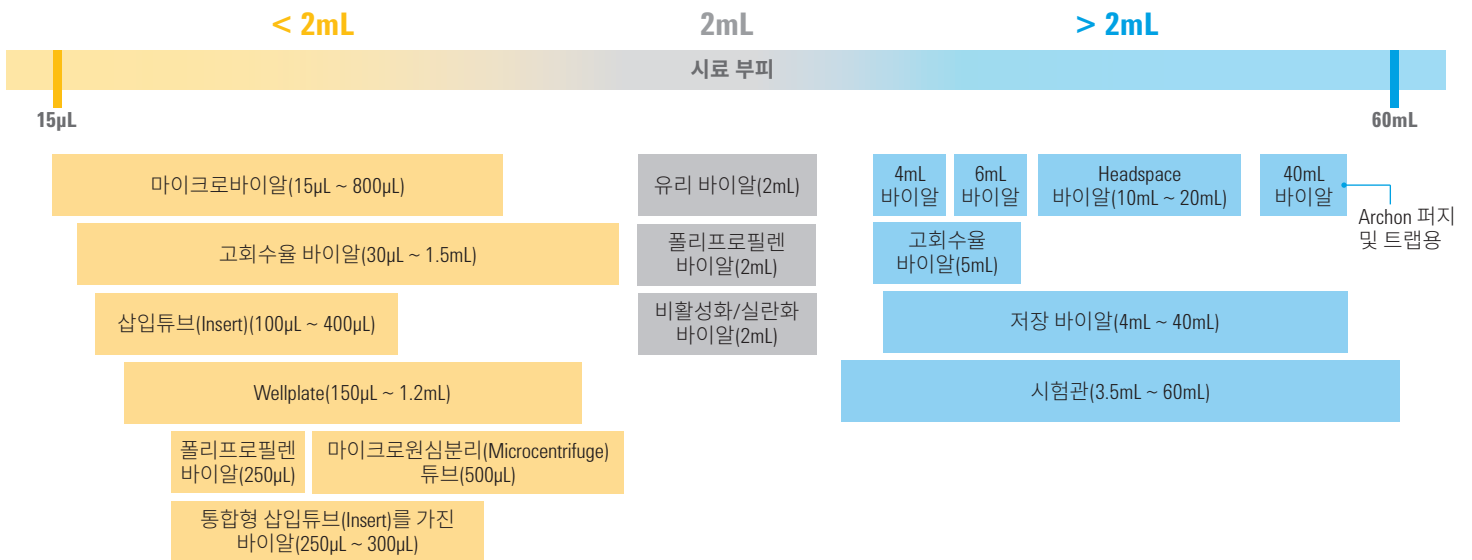 < 2mL
2mL
> 2mL
시료 부피
15µL
60mL
마이크로바이알(15µL ~ 800µL)
유리 바이알(2mL)
4mL
바이알
6mL
바이알
Headspace
바이알(10mL ~ 20mL)
40mL
바이알
Archon 퍼지
및 트랩용
고회수율 바이알(30µL ~ 1.5mL)
폴리프로필렌
바이알(2mL)
고회수율
바이알(5mL)
삽입튜브(Insert)(100µL ~ 400µL)
비활성화/실란화
바이알(2mL)
저장 바이알(4mL ~ 40mL)
Wellplate(150µL ~ 1.2mL)
시험관(3.5mL ~ 60mL)
폴리프로필렌
바이알(250µL)
마이크로원심분리(Microcentrifuge)
튜브(500µL)
통합형 삽입튜브(Insert)를 가진
바이알(250µL ~ 300µL)